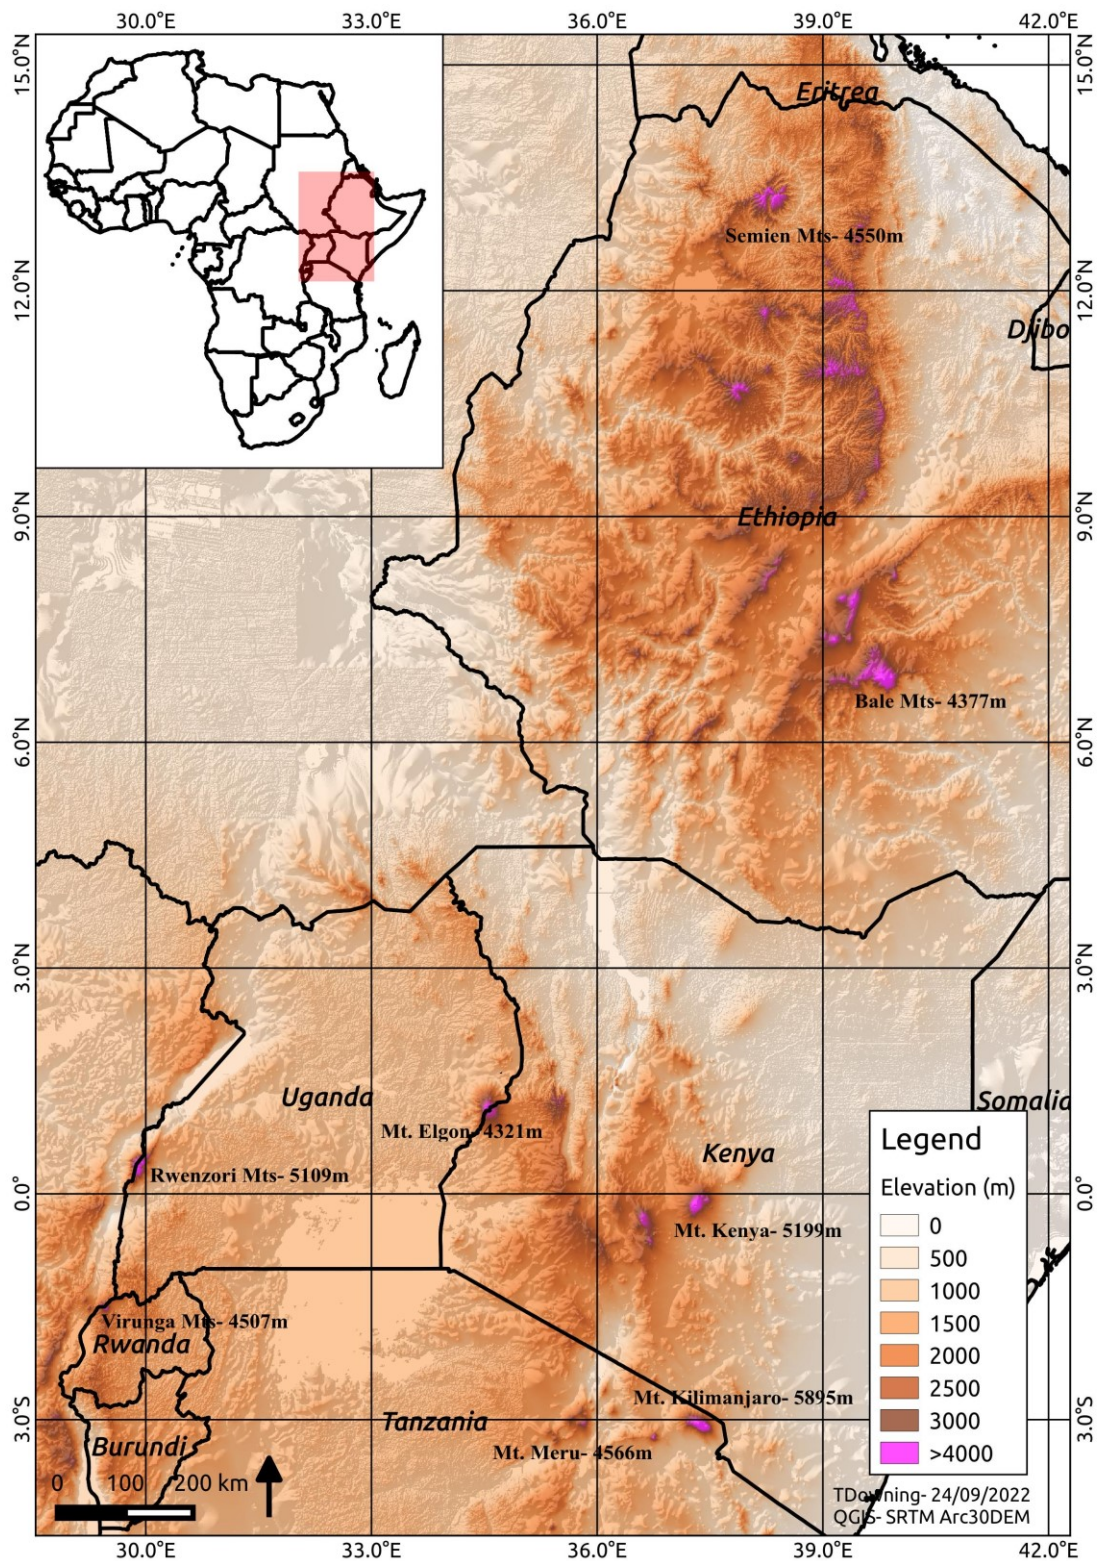 30.0°E 33.0°E 36.0°E 39.0°E 42.0°E
15.0°N 15.0°N
Eritrea
Semien Mts- 4550m
12.0°N 12.0°N
Djibo
9.0°N 9.0°N
Ethiopia
Bale Mts- 4377m
6.0°N 6.0°N
3.0°N 3.0°N
Uganda
Mt. Elgon- 4321m
Somalia
Kenya
Rwenzori Mts- 5109m
0.0° 0.0°
Mt. Kenya- 5199m
Virunga Mts- 4507m
Rwanda
Mt. Kilimanjaro- 5895m
3.0°S 3.0°S
Tanzania
Mt. Meru- 4566m
Burundi
0 100 200 km
Legend
Elevation (m)
0
500
1000
1500
2000
2500
3000
>4000
TDowning- 24/09/2022
QGIS- SRTM Arc30DEM
30.0°E 33.0°E 36.0°E 39.0°E 42.0°E